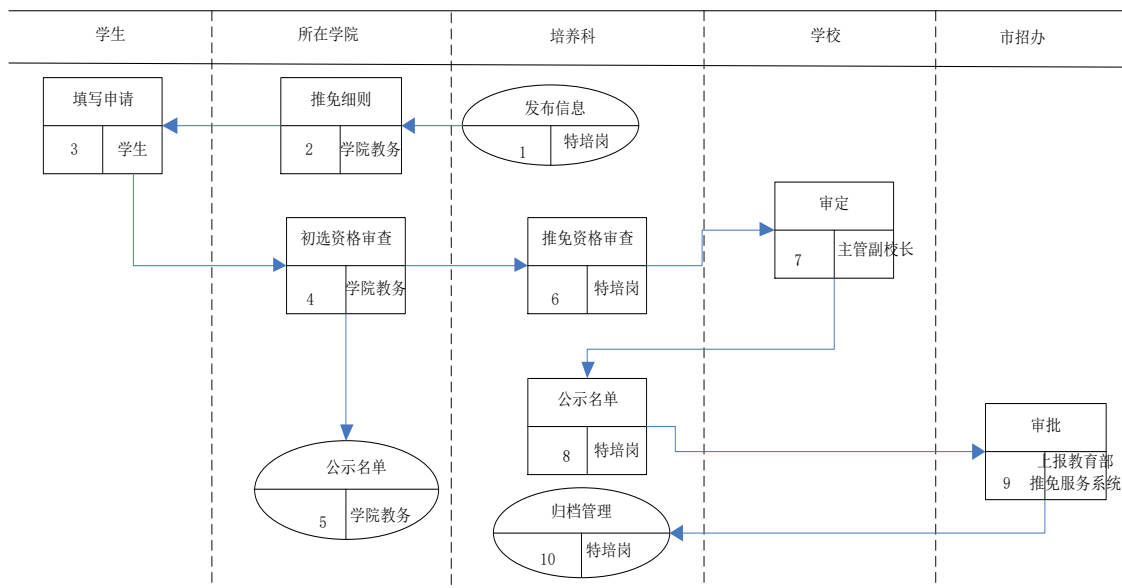 学生
所在学院
培养科
学校
市招办
填写申请
3
学生
推免细则
2
学院教务
发布信息
1
特培岗
初选资格审查
4
学院教务
推免资格审查
6
特培岗
审定
7
主管副校长
公示名单
5
学院教务
公示名单
8
特培岗
审批
9
上报教育部
推免服务系统
归档管理
10
特培岗